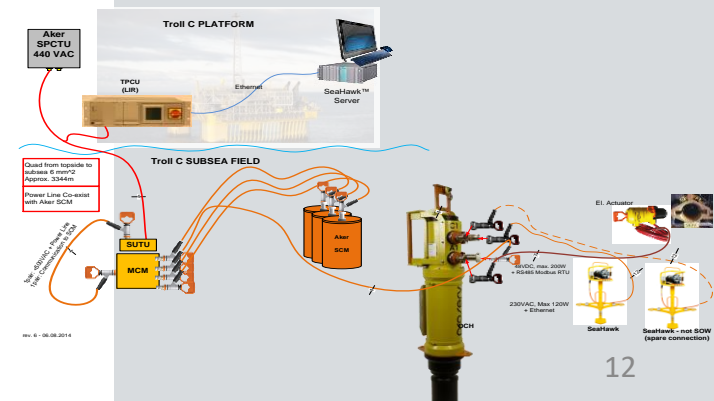 Troll C PLATFORM
Aker
SPCTU
440 VAC
TPCU
(LIR)
Ethernet
SeaHawk™
Server
Troll C SUBSEA FIELD
Quad from topside to
subsea 6 mm^2
Approx. 3344m
Power Line Co-exist
with Aker SCM
SUTU
MCM
Aker
SCM
El. Actuator
VDC, max. 200W
+ RS485 Modbus RTU
230VAC, Max 120W
+ Ethernet
OCH
SeaHawk
SeaHawk - not SOW
(spare connection)
rev. 6 - 06.08.2014
12